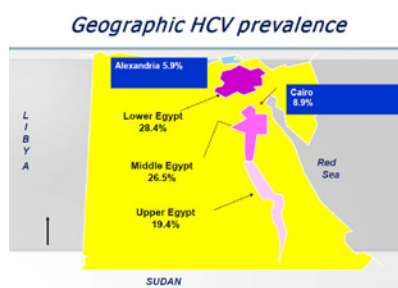 Geographic HCV prevalence
Alexandria 5.9%
Cairo
8.9%
Lower Egypt
28.4%
L
I
B
Y
A
Middle Egypt
26.5%
Red
Sea
Upper Egypt
19.4%
SUDAN